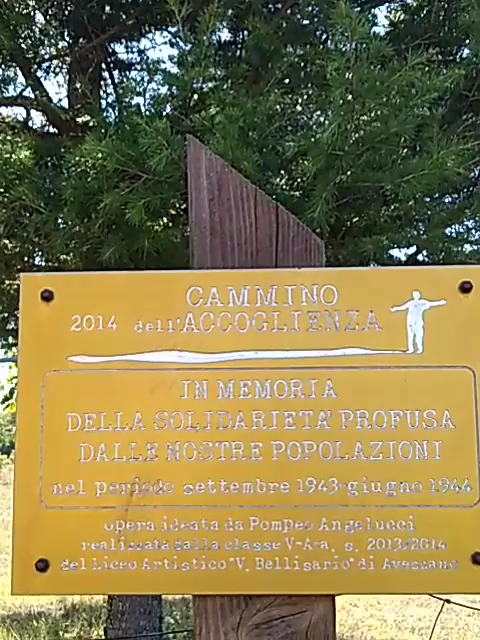 CAMMINO
2014 dell'ACCOGLIENZA
IN MEMORIA
DELLA SOLIDARIETA' PROFUSA
DALLE NOSTRE POPOLAZIONI
nel periodo settembre 1943-giugno 1944
opera ideata da Pompeo Angelucci
realizzata dalla classe V-A-a. s. 2013/2014
del Liceo Artistico "V. Bellisario" di Avezzano